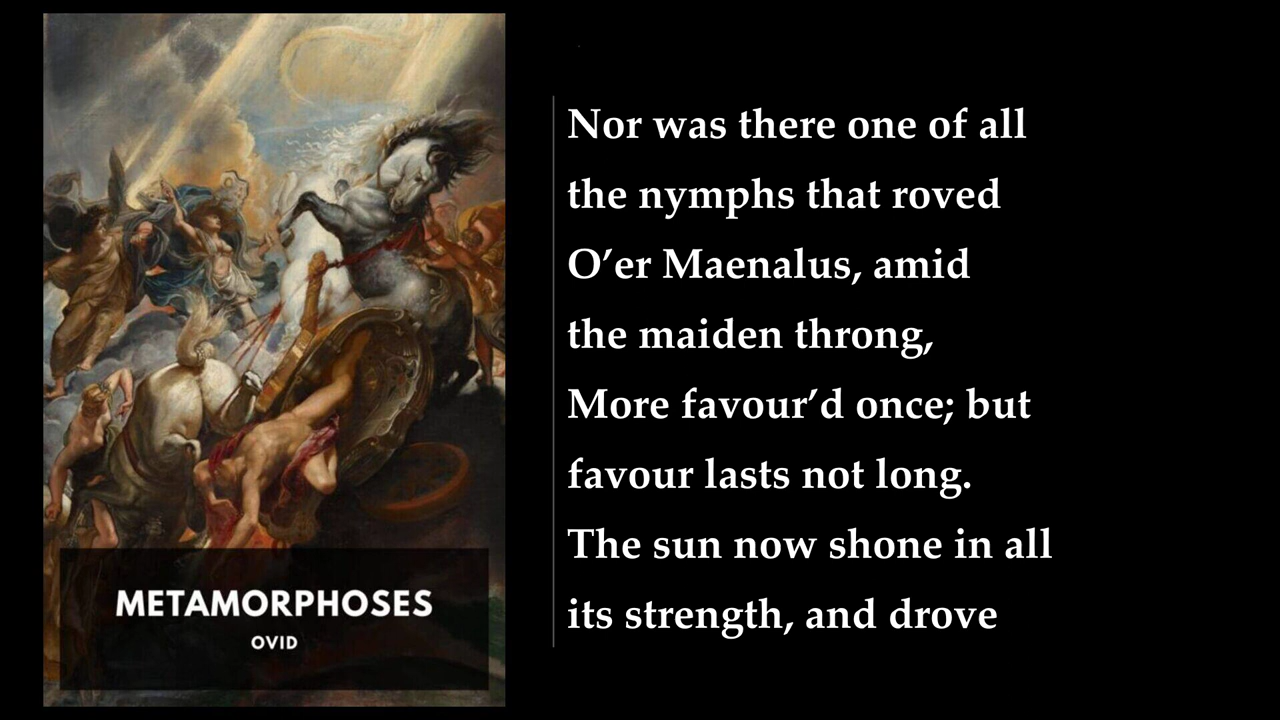 METAMORPHOSES
OVID
Nor was there one of all
the nymphs that roved
O’er Maenalus, amid
the maiden throng,
More favour’d once; but
favour lasts not long.
The sun now shone in all
its strength, and drove